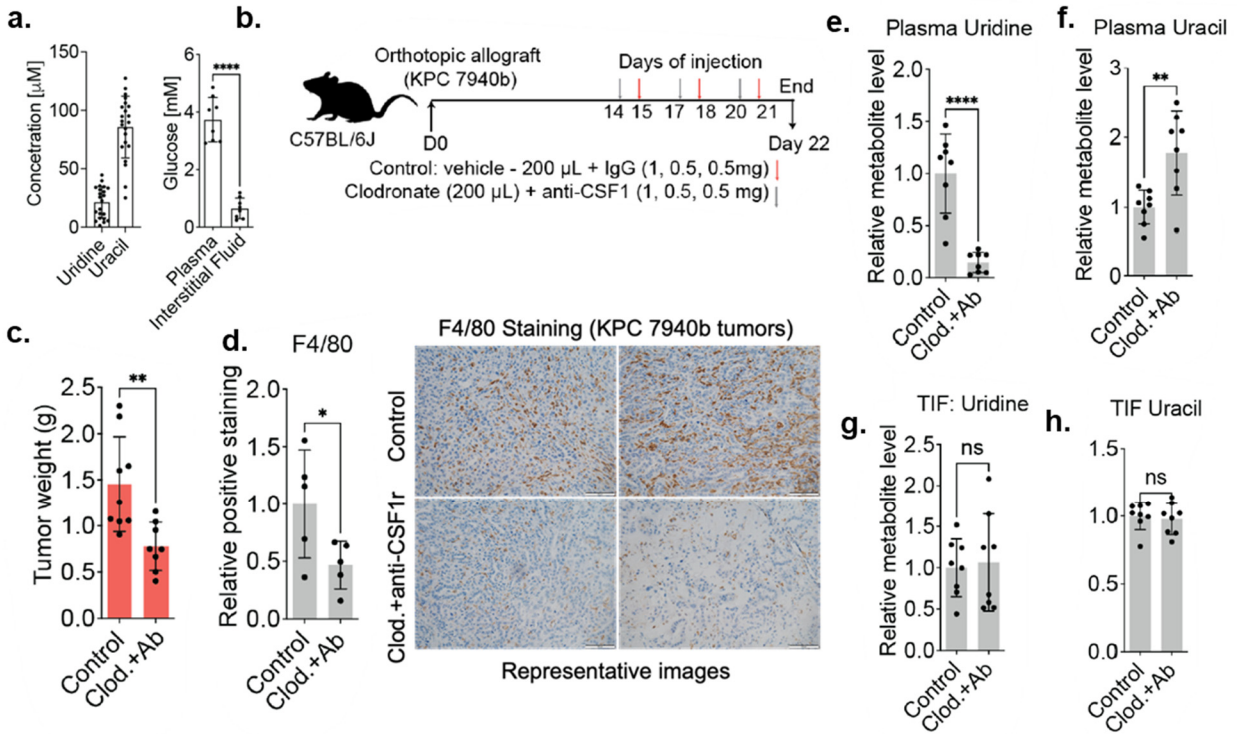 a.
Concetration [µM]
150
100
50
0
Uridine
Uracil
Glucose [mM]
6
4
2
0
****
Plasma
Interstitial Fluid
b.
Orthotopic allograft
(KPC 7940b)
Days of injection
End
14 15 17 18 20 21
C57BL/6J
D0
Day 22
Control: vehicle - 200 µL + IgG (1, 0.5, 0.5mg)
Clodronate (200 µL) + anti-CSF1 (1, 0.5, 0.5 mg)
c.
Tumor weight (g)
2.5
2.0
1.5
1.0
0.5
0.0
**
Control
Clod.+Ab
d.
F4/80
Relative positive staining
2.0
1.5
1.0
0.5
0.0
*
Control
Clod.+Ab
F4/80 Staining (KPC 7940b tumors)
Control
Clod.+anti-CSF1r
Representative images
e.
Plasma Uridine
Relative metabolite level
2.0
1.5
1.0
0.5
0.0
****
Control
Clod.+Ab
f.
Plasma Uracil
Relative metabolite level
3
2
1
0
**
Control
Clod.+Ab
g.
TIF: Uridine
Relative metabolite level
2.5
2.0
1.5
1.0
0.5
0.0
ns
Control
Clod.+Ab
h.
TIF Uracil
1.5
1.0
0.5
0.0
ns
Control
Clod.+Ab